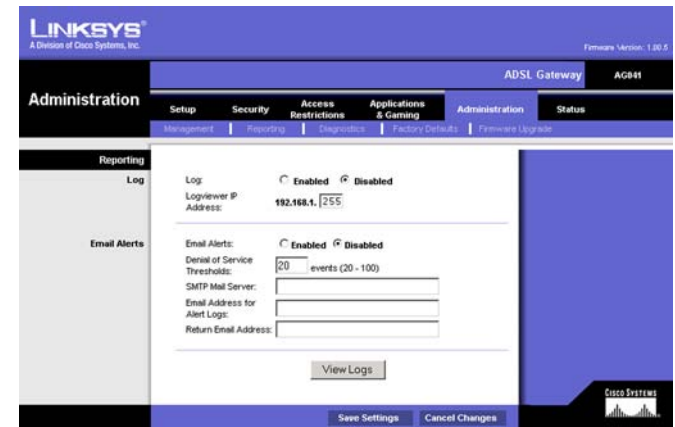 LINKSYS®
A Division of Cisco Systems, Inc.
Firmware Version: 1.00.5
ADSL Gateway AG041
Administration
Setup Security Access Restrictions Applications & Gaming Administration Status
Management Reporting Diagnostics Factory Defaults Firmware Upgrade
Reporting
Log
Log: Enabled Disabled
Logviewer IP Address: 192.168.1. 255
Email Alerts
Email Alerts: Enabled Disabled
Denial of Service Thresholds: 20 events (20 - 100)
SMTP Mail Server:
Email Address for Alert Logs:
Return Email Address:
View Logs
Save Settings Cancel Changes
CISCO SYSTEMS